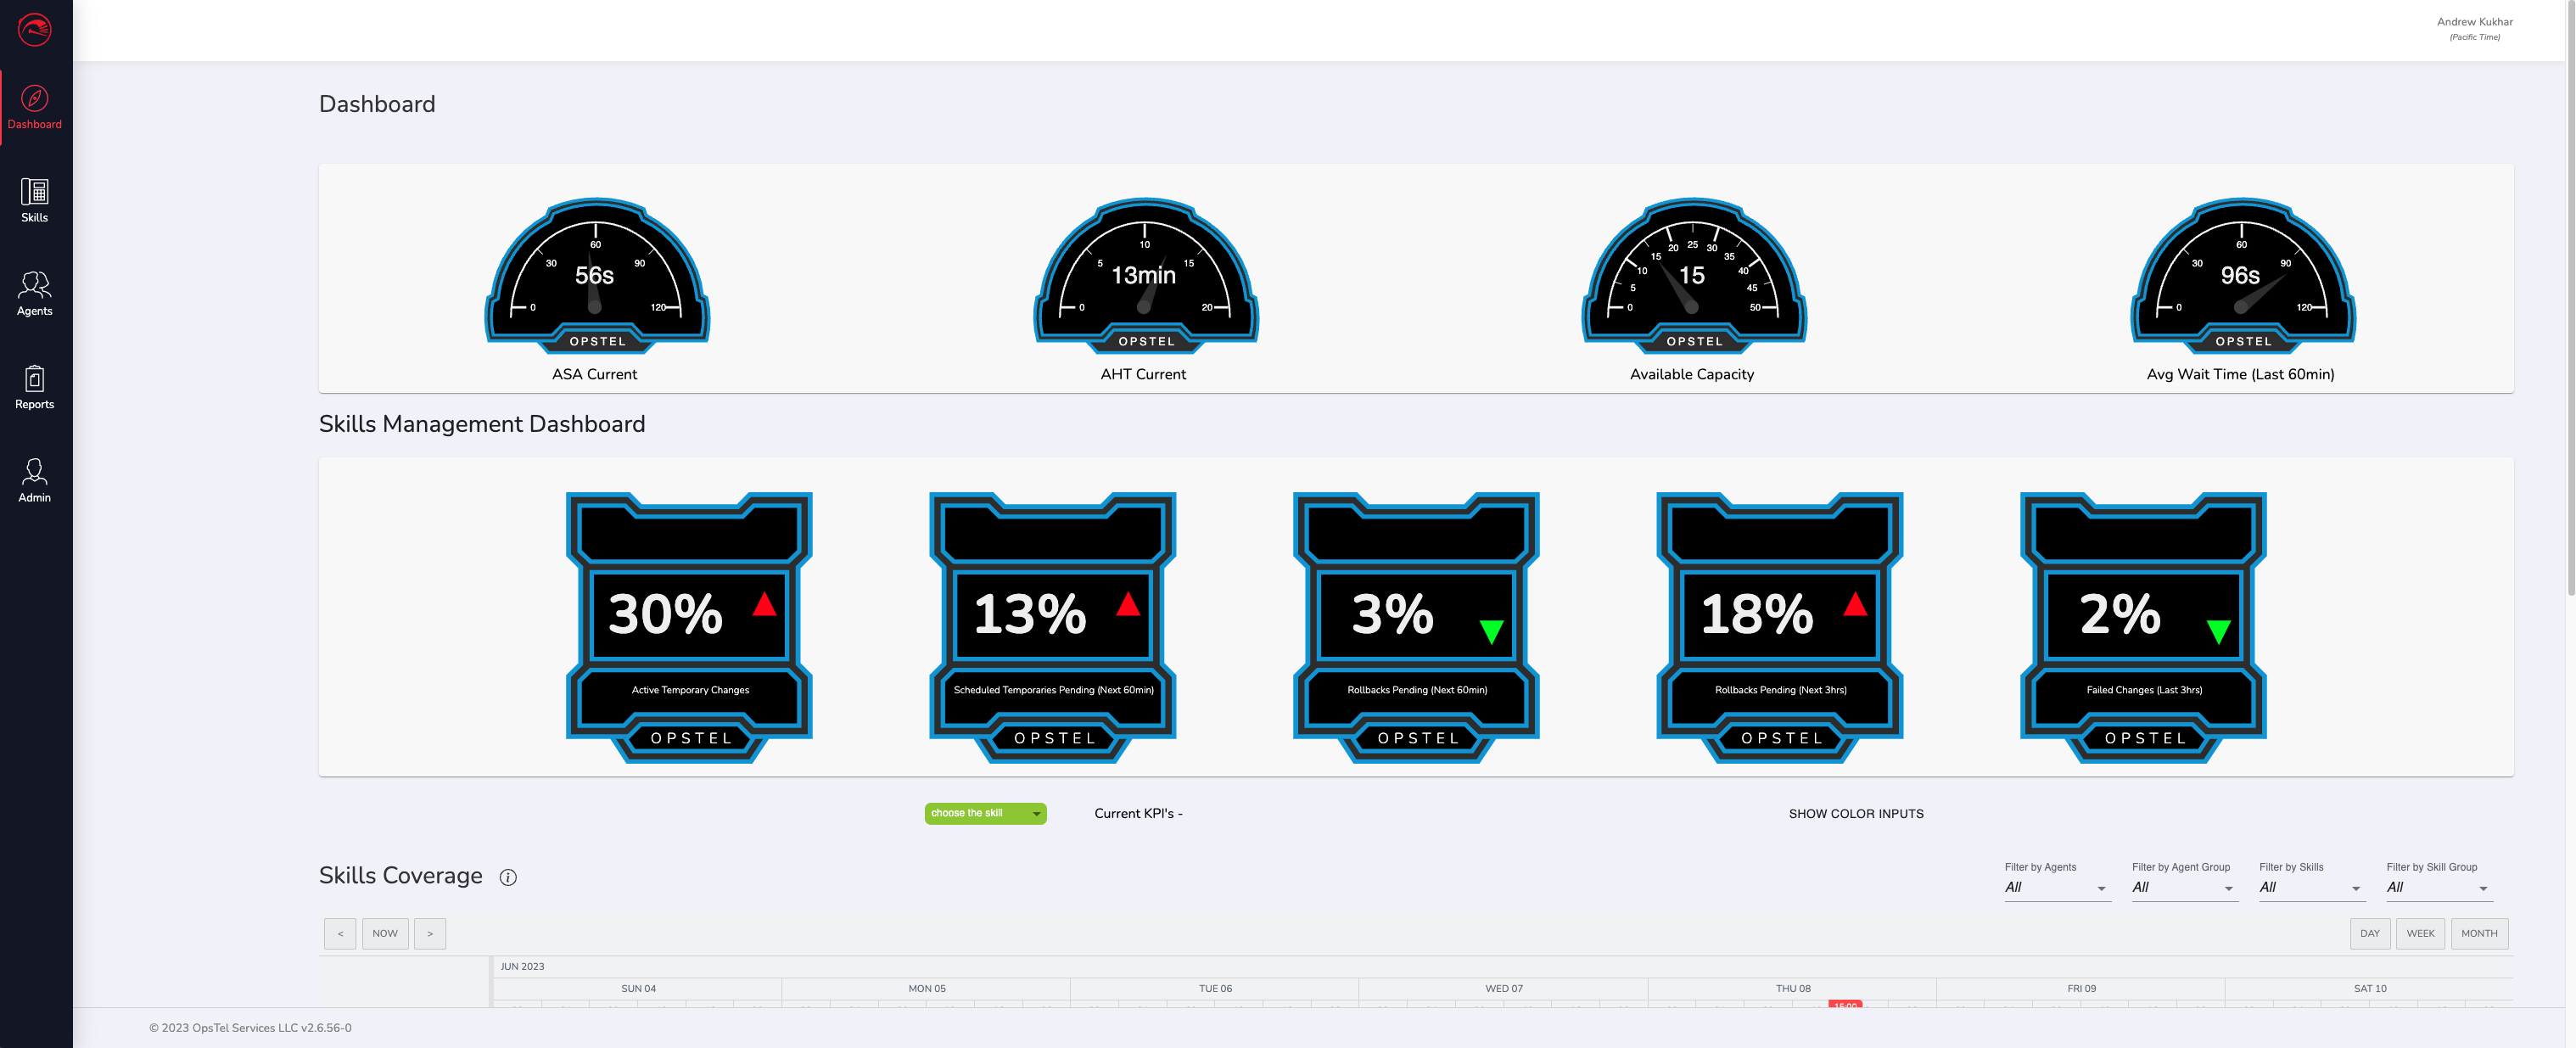 Andrew Kukhar
(Pacific Time)
Dashboard
Skills
Agents
Reports
Admin
Dashboard
0 30 60 90 120
56s
OPSTEL
ASA Current
0 5 10 15 20
13min
OPSTEL
AHT Current
0 5 10 15 20 25 30 35 40 45 50
15
OPSTEL
Available Capacity
0 30 60 90 120
96s
OPSTEL
Avg Wait Time (Last 60min)
Skills Management Dashboard
30%
Active Temporary Changes
OPSTEL
13%
Scheduled Temporaries Pending (Next 60min)
OPSTEL
3%
Rollbacks Pending (Next 60min)
OPSTEL
18%
Rollbacks Pending (Next 3hrs)
OPSTEL
2%
Failed Changes (Last 3hrs)
OPSTEL
choose the skill
Current KPI's -
SHOW COLOR INPUTS
Skills Coverage
Filter by Agents
All
Filter by Agent Group
All
Filter by Skills
All
Filter by Skill Group
All
< NOW >
DAY WEEK MONTH
JUN 2023
SUN 04 MON 05 TUE 06 WED 07 THU 08 FRI 09 SAT 10
15:00
© 2023 OpsTel Services LLC v2.6.56-0